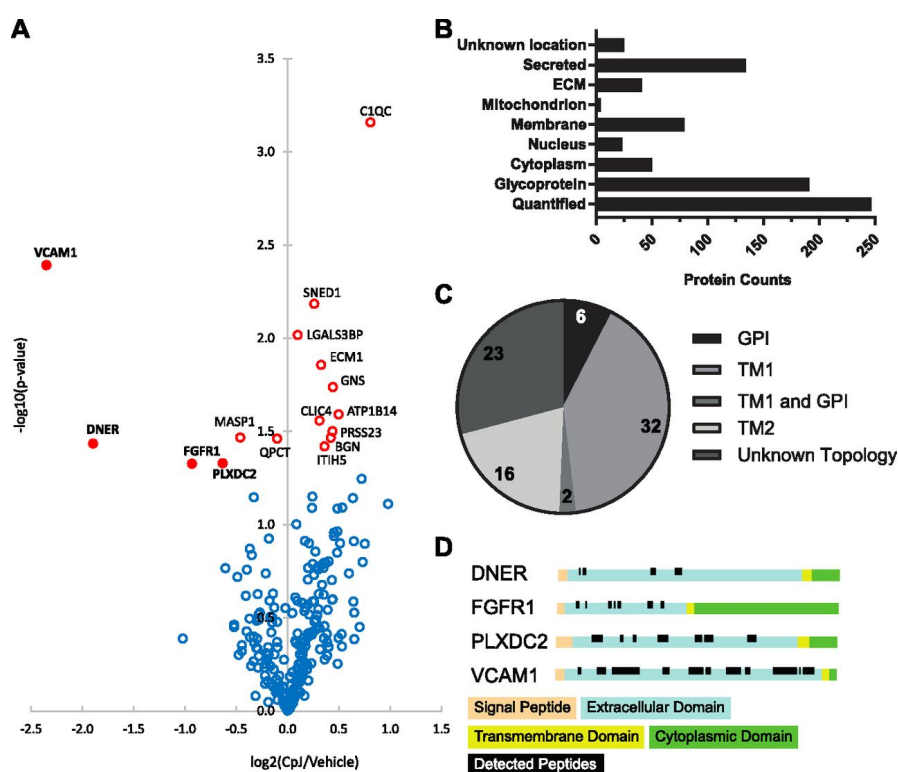 A
3.5
C1QC
3.0
2.5
VCAM1
SNED1
2.0
LGALS3BP
ECM1
GNS
CLIC4
ATP1B14
MASP1
PRSS23
1.5
DNER
QPCT
BGN
FGFR1
ITIH5
PLXDC2
1.0
0.5
0.0
-2.5 -2.0 -1.5 -1.0 -0.5 0.0 0.5 1.0 1.5
-log10(p-value)
log2(CpJ/Vehicle)
B
Unknown location
Secreted
ECM
Mitochondrion
Membrane
Nucleus
Cytoplasm
Glycoprotein
Quantified
0 50 100 150 200 250
Protein Counts
C
6
32
2
16
23
GPI
TM1
TM1 and GPI
TM2
Unknown Topology
D
DNER
FGFR1
PLXDC2
VCAM1
Signal Peptide Extracellular Domain
Transmembrane Domain Cytoplasmic Domain
Detected Peptides